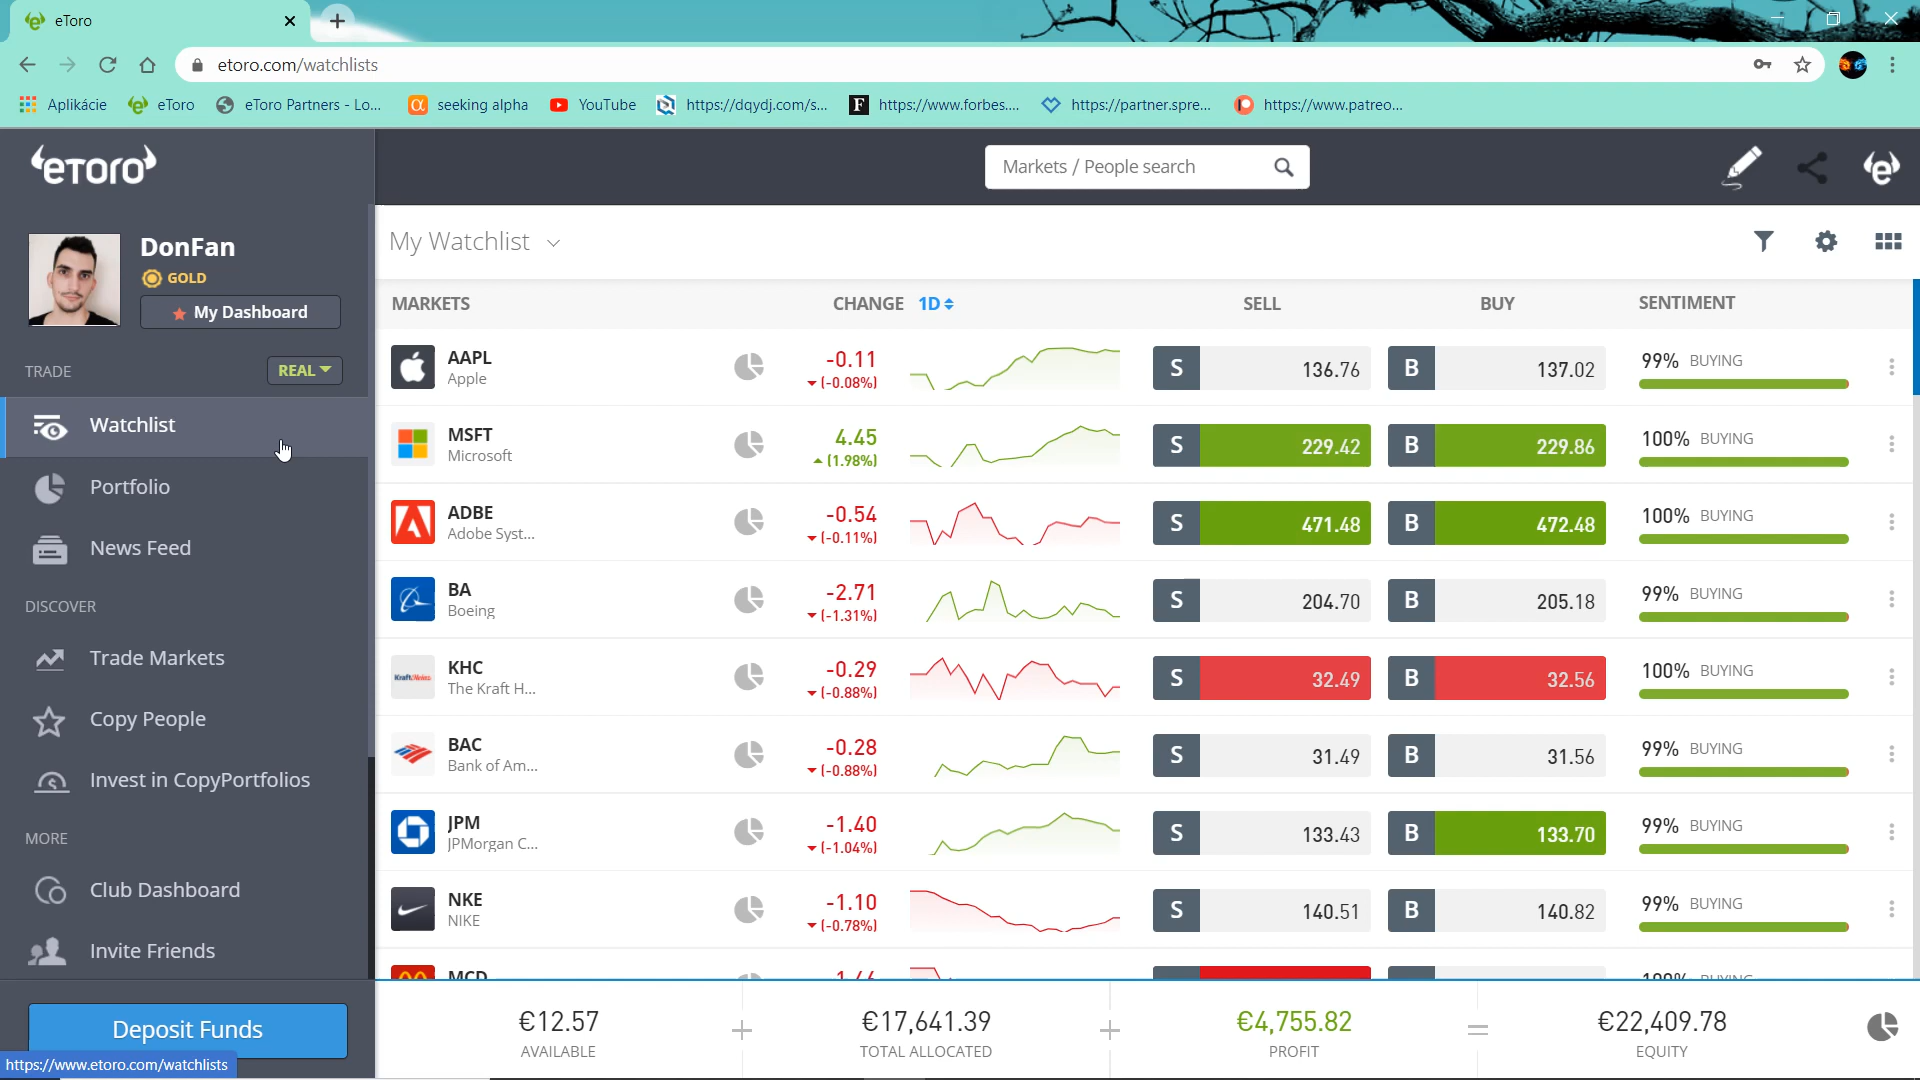 eToro
etoro.com/watchlists
Aplikácie eToro eToro Partners - Lo... seeking alpha YouTube https://dqydj.com/s... https://www.forbes.... https://partner.spre... https://www.patreo...
eToro
Markets / People search
DonFan
GOLD
My Dashboard
TRADE REAL
Watchlist
Portfolio
News Feed
DISCOVER
Trade Markets
Copy People
Invest in CopyPortfolios
MORE
Club Dashboard
Invite Friends
Deposit Funds
https://www.etoro.com/watchlists
My Watchlist
MARKETS CHANGE 1D SELL BUY SENTIMENT
AAPL -0.11 S 136.76 B 137.02 99% BUYING
Apple (-0.08%)
MSFT 4.45 S 229.42 B 229.86 100% BUYING
Microsoft (1.98%)
ADBE -0.54 S 471.48 B 472.48 100% BUYING
Adobe Syst... (-0.11%)
BA -2.71 S 204.70 B 205.18 99% BUYING
Boeing (-1.31%)
Kraft Heinz
KHC -0.29 S 32.49 B 32.56 100% BUYING
The Kraft H... (-0.88%)
BAC -0.28 S 31.49 B 31.56 99% BUYING
Bank of Am... (-0.88%)
JPM -1.40 S 133.43 B 133.70 99% BUYING
JPMorgan C... (-1.04%)
NKE -1.10 S 140.51 B 140.82 99% BUYING
NIKE (-0.78%)
MCD 100% BUYING
€12.57 + €17,641.39 + €4,755.82 = €22,409.78
AVAILABLE TOTAL ALLOCATED PROFIT EQUITY